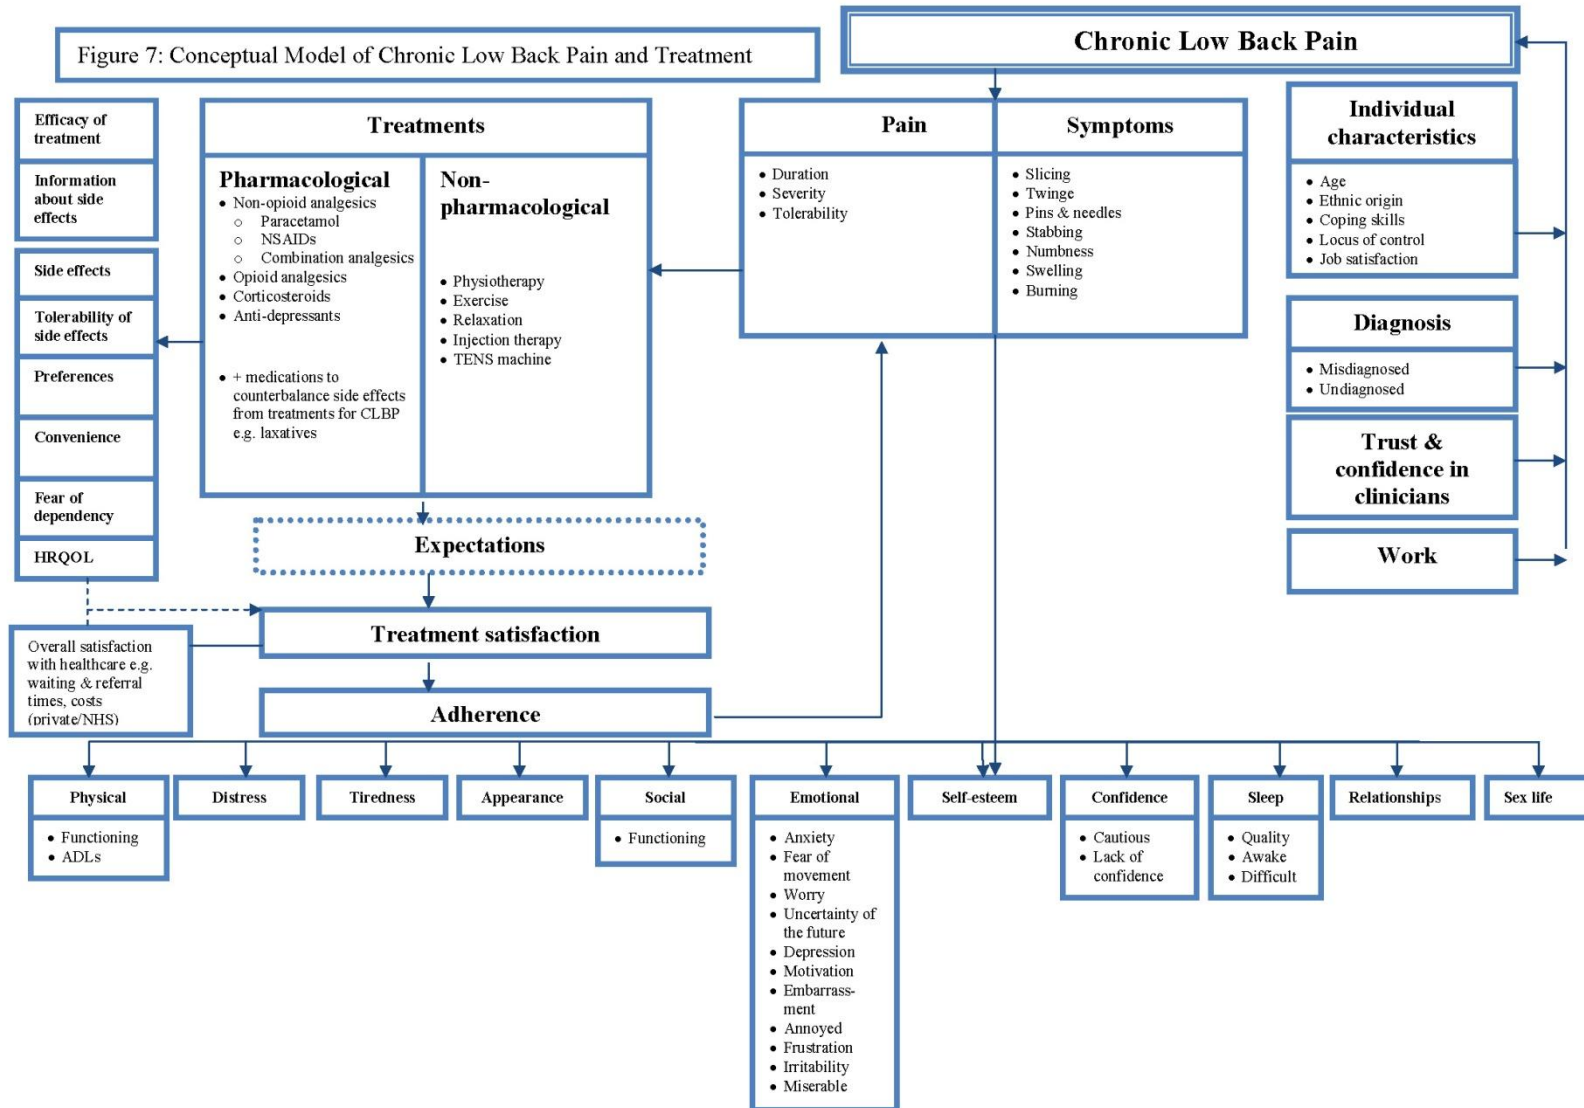 Figure 7: Conceptual Model of Chronic Low Back Pain and Treatment
Chronic Low Back Pain
Efficacy of
treatment
Information
about side
effects
Side effects
Tolerability of
side effects
Preferences
Convenience
Fear of
dependency
HRQOL
Treatments
Pharmacological
• Non-opioid analgesics
○ Paracetamol
○ NSAIDs
○ Combination analgesics
• Opioid analgesics
• Corticosteroids
• Anti-depressants
• + medications to
counterbalance side effects
from treatments for CLBP
e.g. laxatives
Non-
pharmacological
• Physiotherapy
• Exercise
• Relaxation
• Injection therapy
• TENS machine
Pain
• Duration
• Severity
• Tolerability
Symptoms
• Slicing
• Twinge
• Pins & needles
• Stabbing
• Numbness
• Swelling
• Burning
Individual
characteristics
• Age
• Ethnic origin
• Coping skills
• Locus of control
• Job satisfaction
Diagnosis
• Misdiagnosed
• Undiagnosed
Trust &
confidence in
clinicians
Work
Expectations
Treatment satisfaction
Overall satisfaction
with healthcare e.g.
waiting & referral
times, costs
(private/NHS)
Adherence
Physical
• Functioning
• ADLs
Distress
Tiredness
Appearance
Social
• Functioning
Emotional
• Anxiety
• Fear of
movement
• Worry
• Uncertainty of
the future
• Depression
• Motivation
• Embarrass-
ment
• Annoyed
• Frustration
• Irritability
• Miserable
Self-esteem
Confidence
• Cautious
• Lack of
confidence
Sleep
• Quality
• Awake
• Difficult
Relationships
Sex life